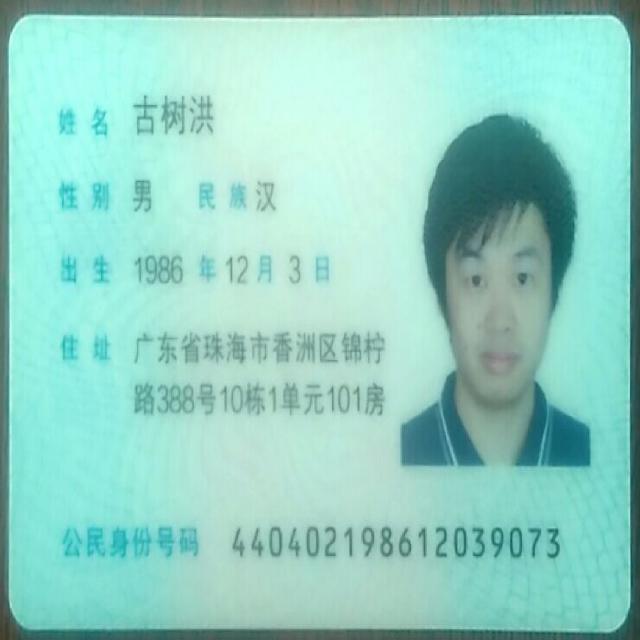 姓名 古树洪
性别 男 民族 汉
出生 1986 年 12 月 3 日
住址 广东省珠海市香洲区锦柠
路388号10栋1单元101房
公民身份号码 440402198612039073